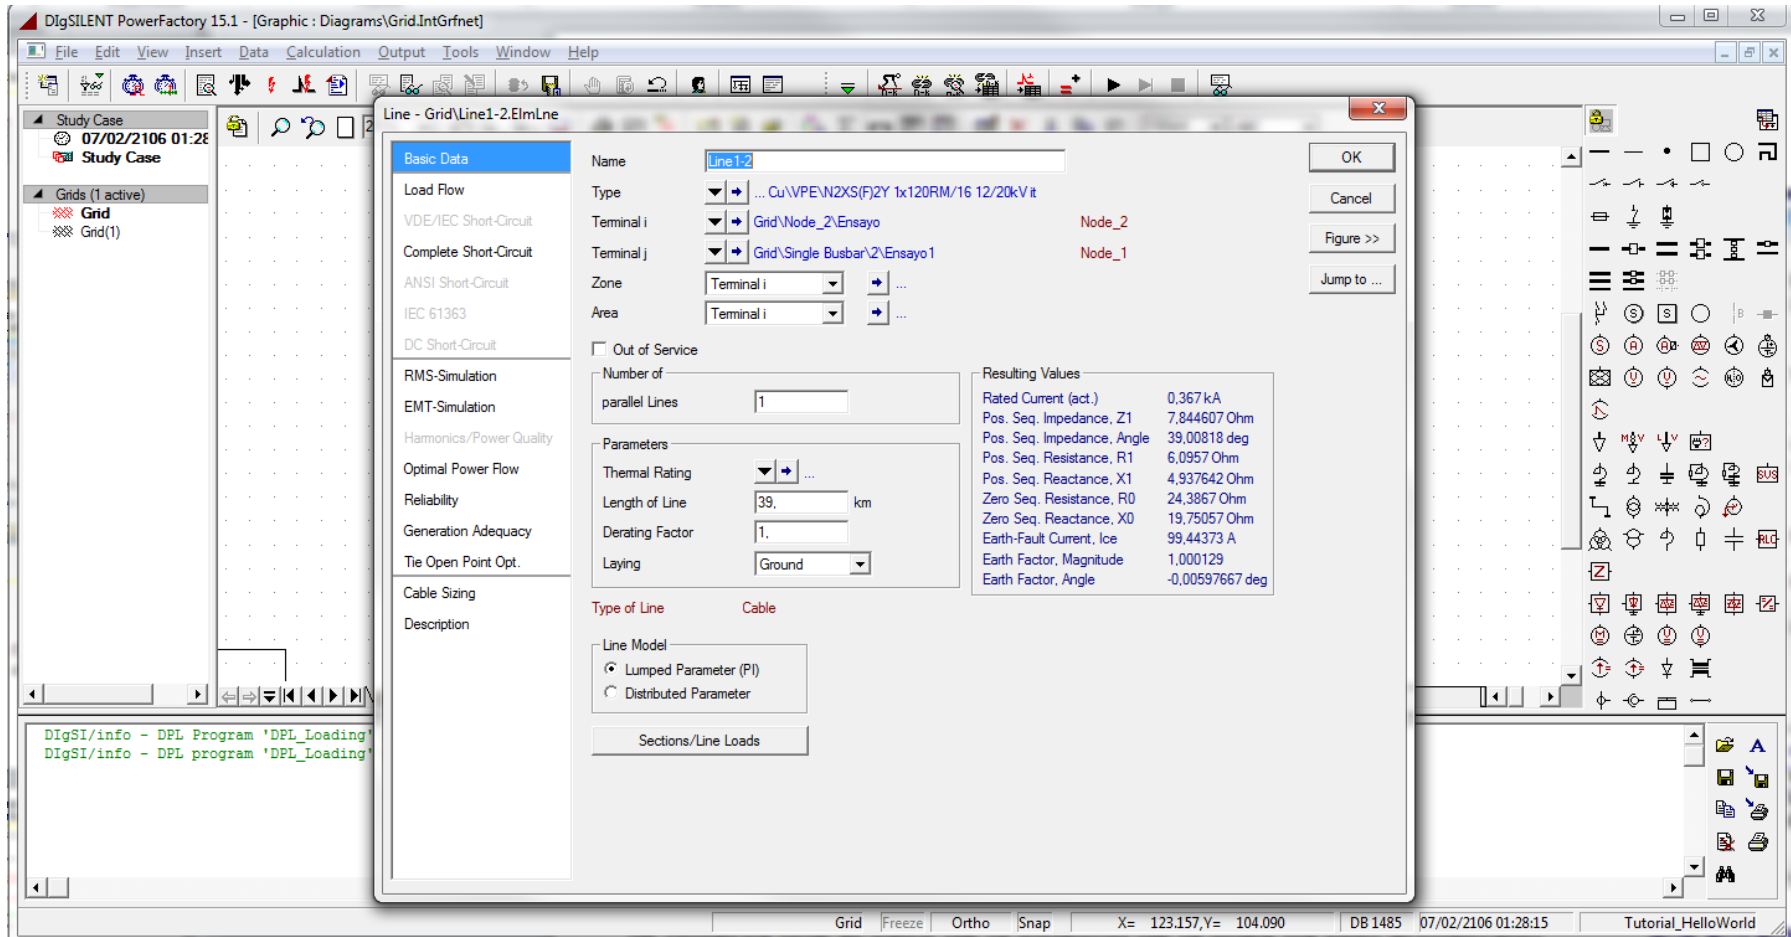 DIgSILENT PowerFactory 15.1 - [Graphic : Diagrams\Grid.IntGrfnet]
File Edit View Insert Data Calculation Output Tools Window Help
Study Case
07/02/2106 01:28
Study Case
Grids (1 active)
Grid
Grid(1)
Line - Grid\Line1-2.ElmLne
Basic Data
Load Flow
VDE/IEC Short-Circuit
Complete Short-Circuit
ANSI Short-Circuit
IEC 61363
DC Short-Circuit
RMS-Simulation
EMT-Simulation
Harmonics/Power Quality
Optimal Power Flow
Reliability
Generation Adequacy
Tie Open Point Opt.
Cable Sizing
Description
Name Line1-2
Type ... Cu\VPE\N2XS(F)2Y 1x120RM/16 12/20kV it
Terminal i Grid\Node_2\Ensayo Node_2
Terminal j Grid\Single Busbar\2\Ensayo1 Node_1
Zone Terminal i ...
Area Terminal i ...
Out of Service
Number of
parallel Lines 1
Parameters
Thermal Rating ...
Length of Line 39, km
Derating Factor 1,
Laying Ground
Type of Line Cable
Line Model
Lumped Parameter (PI)
Distributed Parameter
Sections/Line Loads
Resulting Values
Rated Current (act.) 0,367 kA
Pos. Seq. Impedance, Z1 7,844607 Ohm
Pos. Seq. Impedance, Angle 39,00818 deg
Pos. Seq. Resistance, R1 6,0957 Ohm
Pos. Seq. Reactance, X1 4,937642 Ohm
Zero Seq. Resistance, R0 24,3867 Ohm
Zero Seq. Reactance, X0 19,75057 Ohm
Earth-Fault Current, Ice 99,44373 A
Earth Factor, Magnitude 1,000129
Earth Factor, Angle -0,00597667 deg
OK
Cancel
Figure >>
Jump to ...
DIgSI/info - DPL Program 'DPL_Loading'
DIgSI/info - DPL program 'DPL_Loading'
Grid Freeze Ortho Snap X= 123.157,Y= 104.090 DB 1485 07/02/2106 01:28:15 Tutorial_HelloWorld